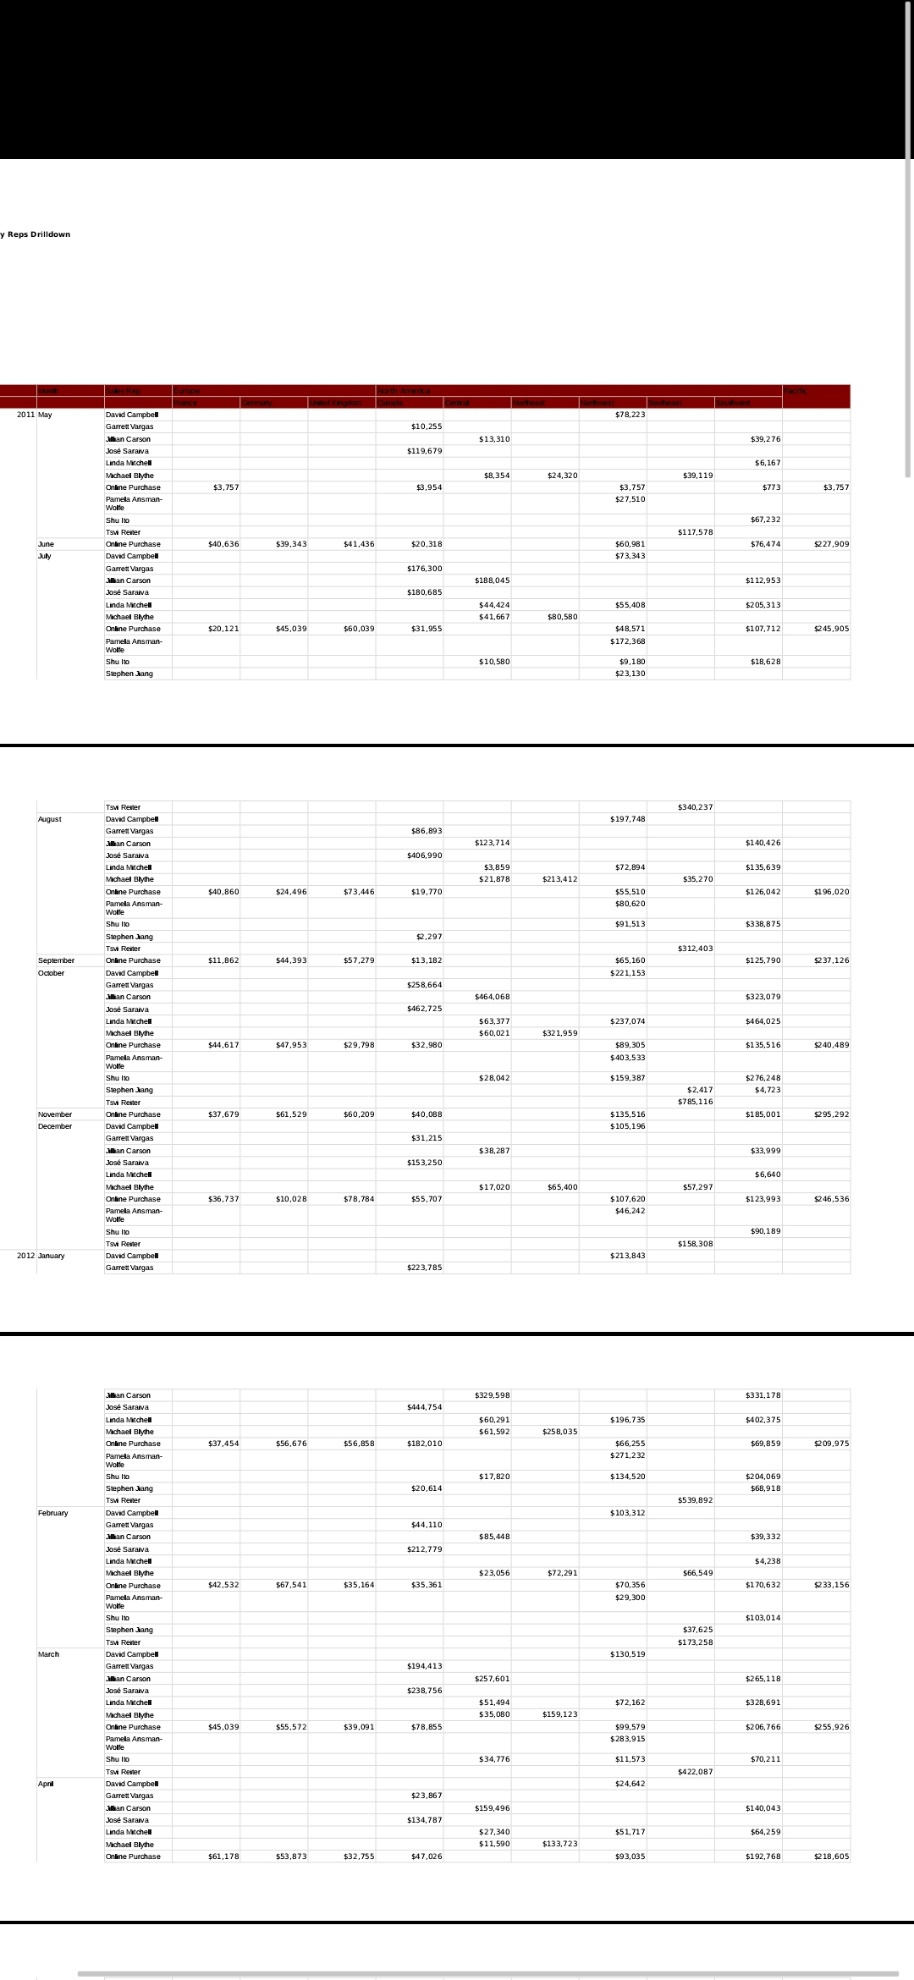 y Reps Drilldown
Month Sales Rep Europe North America Pacific
France Germany United Kingdom Canada Central Northeast Northwest Southeast Southwest
2011 May David Campbell $78,223
Garrett Vargas $10,255
Jillian Carson $13,310 $39,276
José Saraiva $119,679
Linda Mitchell $6,167
Michael Blythe $8,354 $24,320 $39,119
Online Purchase $3,757 $3,954 $3,757 $773 $3,757
Pamela Ansman-
Wolfe $27,510
Shu Ito $67,232
Tsvi Reiter $117,578
June Online Purchase $40,636 $39,343 $41,436 $20,318 $60,981 $76,474 $227,909
July David Campbell $73,343
Garrett Vargas $176,300
Jillian Carson $188,045 $112,953
José Saraiva $180,685
Linda Mitchell $44,424 $55,408 $205,313
Michael Blythe $41,667 $80,580
Online Purchase $20,121 $45,039 $60,039 $31,955 $48,571 $107,712 $245,905
Pamela Ansman-
Wolfe $172,368
Shu Ito $10,580 $9,180 $18,628
Stephen Jiang $23,130
Tsvi Reiter $340,237
August David Campbell $197,748
Garrett Vargas $86,893
Jillian Carson $123,714 $140,426
José Saraiva $406,990
Linda Mitchell $3,859 $72,894 $135,639
Michael Blythe $21,878 $213,412 $35,270
Online Purchase $40,860 $24,496 $73,446 $19,770 $55,510 $126,042 $196,020
Pamela Ansman-
Wolfe $80,620
Shu Ito $91,513 $338,875
Stephen Jiang $2,297
Tsvi Reiter $312,403
September Online Purchase $11,862 $44,393 $57,279 $13,182 $65,160 $125,790 $237,126
October David Campbell $221,153
Garrett Vargas $258,664
Jillian Carson $464,068 $323,079
José Saraiva $462,725
Linda Mitchell $63,377 $237,074 $464,025
Michael Blythe $60,021 $321,959
Online Purchase $44,617 $47,953 $29,798 $32,980 $89,305 $135,516 $240,489
Pamela Ansman-
Wolfe $403,533
Shu Ito $28,042 $159,387 $276,248
Stephen Jiang $2,417 $4,723
Tsvi Reiter $785,116
November Online Purchase $37,679 $61,529 $60,209 $40,088 $135,516 $185,001 $295,292
December David Campbell $105,196
Garrett Vargas $31,215
Jillian Carson $38,287 $33,999
José Saraiva $153,250
Linda Mitchell $6,640
Michael Blythe $17,020 $65,400 $57,297
Online Purchase $36,737 $10,028 $78,784 $55,707 $107,620 $123,993 $246,536
Pamela Ansman-
Wolfe $46,242
Shu Ito $90,189
Tsvi Reiter $158,308
2012 January David Campbell $213,843
Garrett Vargas $223,785
Jillian Carson $329,598 $331,178
José Saraiva $444,754
Linda Mitchell $60,291 $196,735 $402,375
Michael Blythe $61,592 $258,035
Online Purchase $37,454 $56,676 $56,858 $182,010 $66,255 $69,859 $209,975
Pamela Ansman-
Wolfe $271,232
Shu Ito $17,820 $134,520 $204,069
Stephen Jiang $20,614 $68,918
Tsvi Reiter $539,892
February David Campbell $103,312
Garrett Vargas $44,110
Jillian Carson $85,448 $39,332
José Saraiva $212,779
Linda Mitchell $4,238
Michael Blythe $23,056 $72,291 $66,549
Online Purchase $42,532 $67,541 $35,164 $35,361 $70,356 $170,632 $233,156
Pamela Ansman-
Wolfe $29,300
Shu Ito $103,014
Stephen Jiang $37,625
Tsvi Reiter $173,258
March David Campbell $130,519
Garrett Vargas $194,413
Jillian Carson $257,601 $265,118
José Saraiva $238,756
Linda Mitchell $51,494 $72,162 $328,691
Michael Blythe $35,080 $159,123
Online Purchase $45,039 $55,572 $39,091 $78,855 $99,579 $206,766 $255,926
Pamela Ansman-
Wolfe $283,915
Shu Ito $34,776 $11,573 $70,211
Tsvi Reiter $422,087
April David Campbell $24,642
Garrett Vargas $23,867
Jillian Carson $159,496 $140,043
José Saraiva $134,787
Linda Mitchell $27,340 $51,717 $64,259
Michael Blythe $11,590 $133,723
Online Purchase $61,178 $53,873 $32,755 $47,026 $93,035 $192,768 $218,605